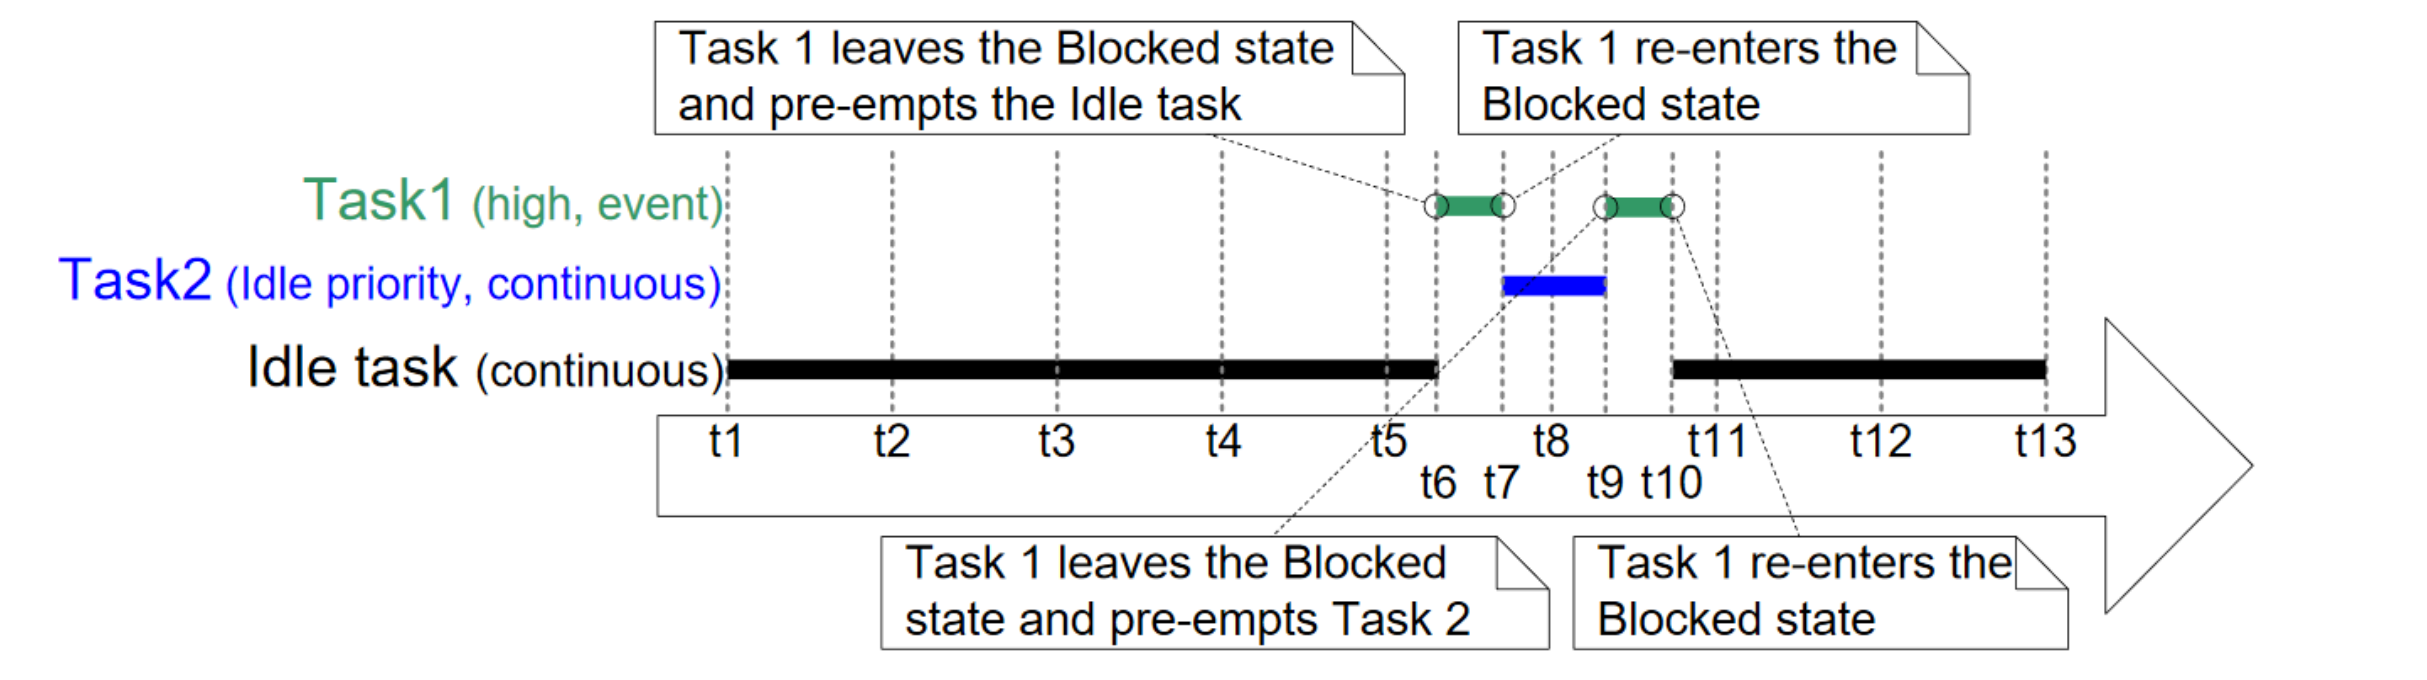 Task 1 leaves the Blocked state
and pre-empts the Idle task
Task 1 re-enters the
Blocked state
Task1 (high, event)
Task2 (Idle priority, continuous)
Idle task (continuous)
t1 t2 t3 t4 t5 t8 t11 t12 t13
t6 t7 t9 t10
Task 1 leaves the Blocked
state and pre-empts Task 2
Task 1 re-enters the
Blocked state